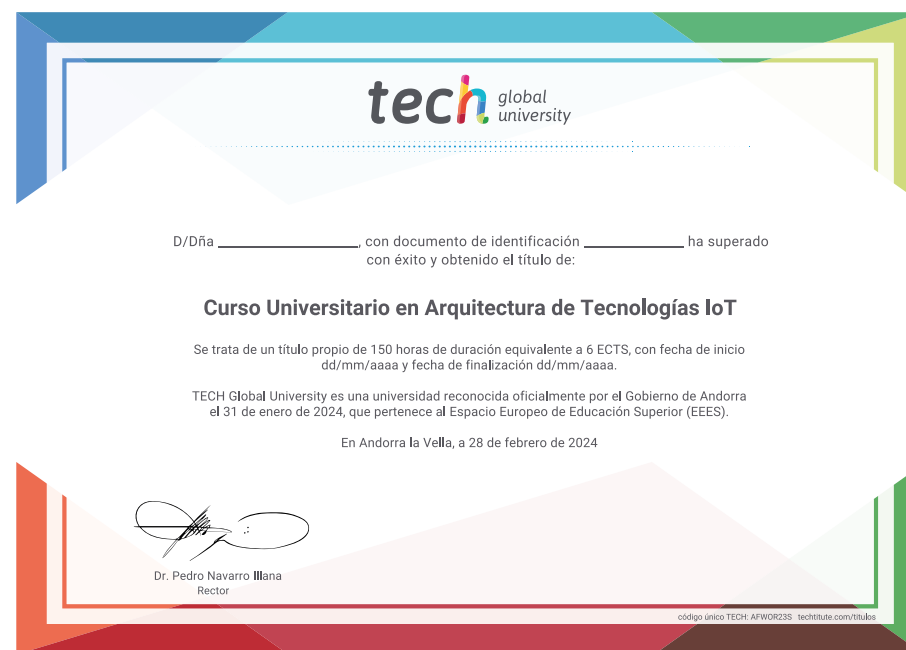 tech global university
D/Dña ____________________, con documento de identificación ______________ ha superado
con éxito y obtenido el título de:
Curso Universitario en Arquitectura de Tecnologías IoT
Se trata de un título propio de 150 horas de duración equivalente a 6 ECTS, con fecha de inicio
dd/mm/aaaa y fecha de finalización dd/mm/aaaa.
TECH Global University es una universidad reconocida oficialmente por el Gobierno de Andorra
el 31 de enero de 2024, que pertenece al Espacio Europeo de Educación Superior (EEES).
En Andorra la Vella, a 28 de febrero de 2024
Dr. Pedro Navarro Illana
Rector
código único TECH: AFWOR23S techtitute.com/titulos